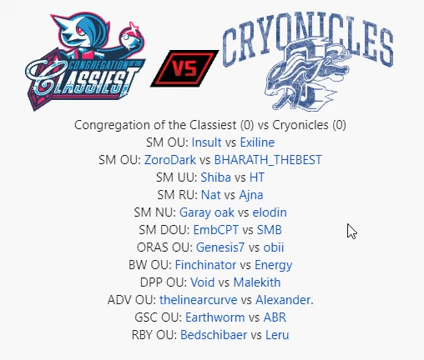 CONGREGATION OF THE
CLASSIEST
VS
CRYONICLES
Congregation of the Classiest (0) vs Cryonicles (0)
SM OU: Insult vs Exiline
SM OU: ZoroDark vs BHARATH_THEBEST
SM UU: Shiba vs HT
SM RU: Nat vs Ajna
SM NU: Garay oak vs elodin
SM DOU: EmbCPT vs SMB
ORAS OU: Genesis7 vs obii
BW OU: Finchinator vs Energy
DPP OU: Void vs Malekith
ADV OU: thelinearcurve vs Alexander.
GSC OU: Earthworm vs ABR
RBY OU: Bedschibaer vs Leru